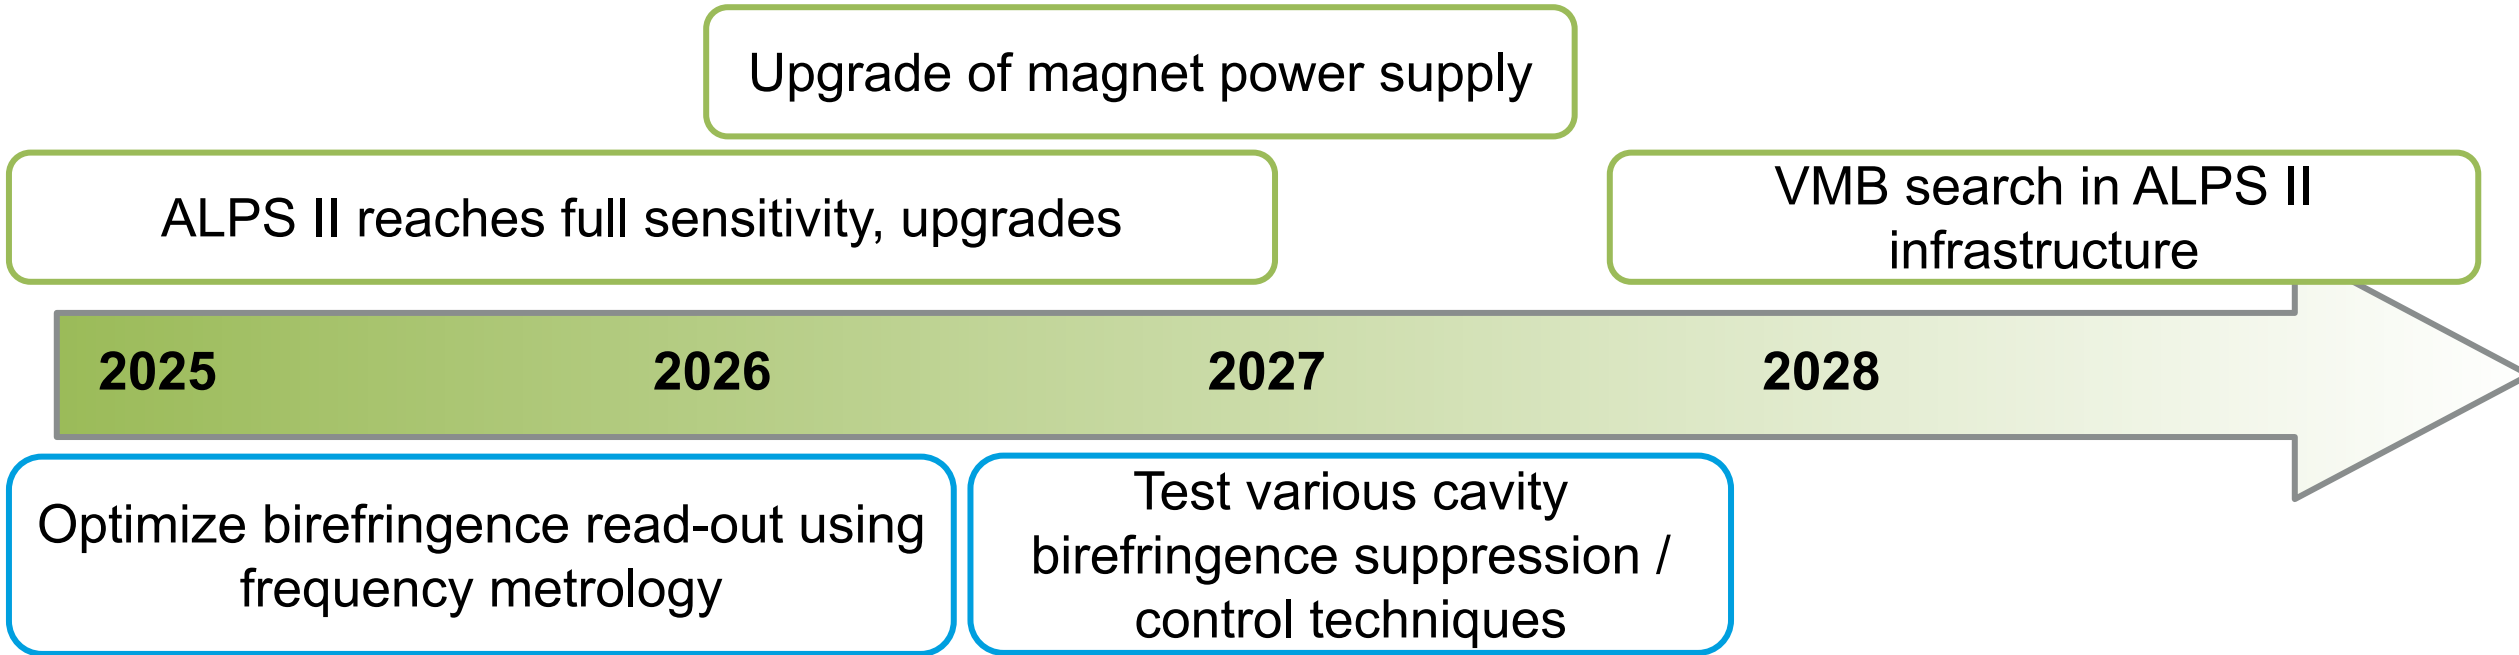 Upgrade of magnet power supply
ALPS II reaches full sensitivity, upgrades
VMB search in ALPS II
infrastructure
2025 2026 2027 2028
Optimize birefringence read-out using
frequency metrology
Test various cavity
birefringence suppression /
control techniques